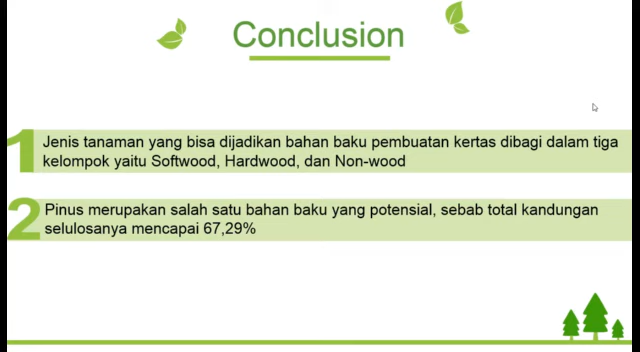 Conclusion
1
Jenis tanaman yang bisa dijadikan bahan baku pembuatan kertas dibagi dalam tiga
kelompok yaitu Softwood, Hardwood, dan Non-wood
2
Pinus merupakan salah satu bahan baku yang potensial, sebab total kandungan
selulosanya mencapai 67,29%